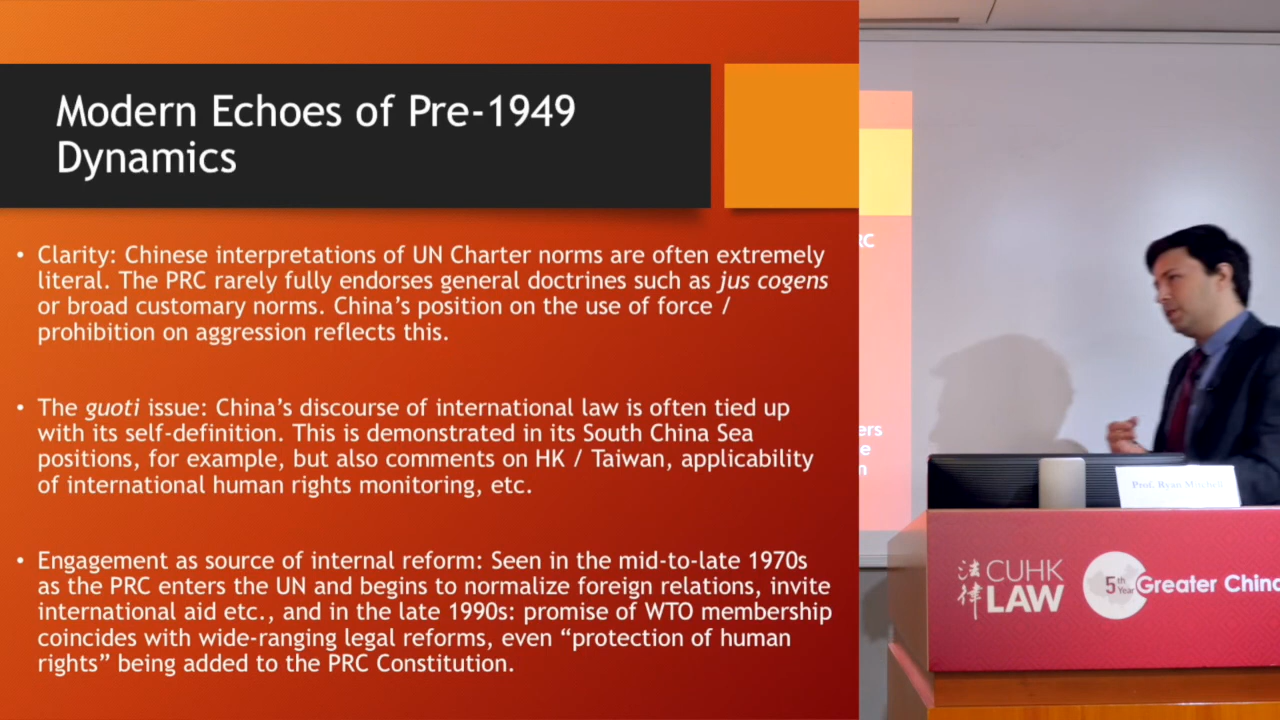 Modern Echoes of Pre-1949
Dynamics
• Clarity: Chinese interpretations of UN Charter norms are often extremely
literal. The PRC rarely fully endorses general doctrines such as jus cogens
or broad customary norms. China’s position on the use of force /
prohibition on aggression reflects this.
• The guoti issue: China’s discourse of international law is often tied up
with its self-definition. This is demonstrated in its South China Sea
positions, for example, but also comments on HK / Taiwan, applicability
of international human rights monitoring, etc.
• Engagement as source of internal reform: Seen in the mid-to-late 1970s
as the PRC enters the UN and begins to normalize foreign relations, invite
international aid etc., and in the late 1990s: promise of WTO membership
coincides with wide-ranging legal reforms, even “protection of human
rights” being added to the PRC Constitution.
Prof. Ryan Mitchell
法律
CUHK
LAW
5th
Year
Greater China